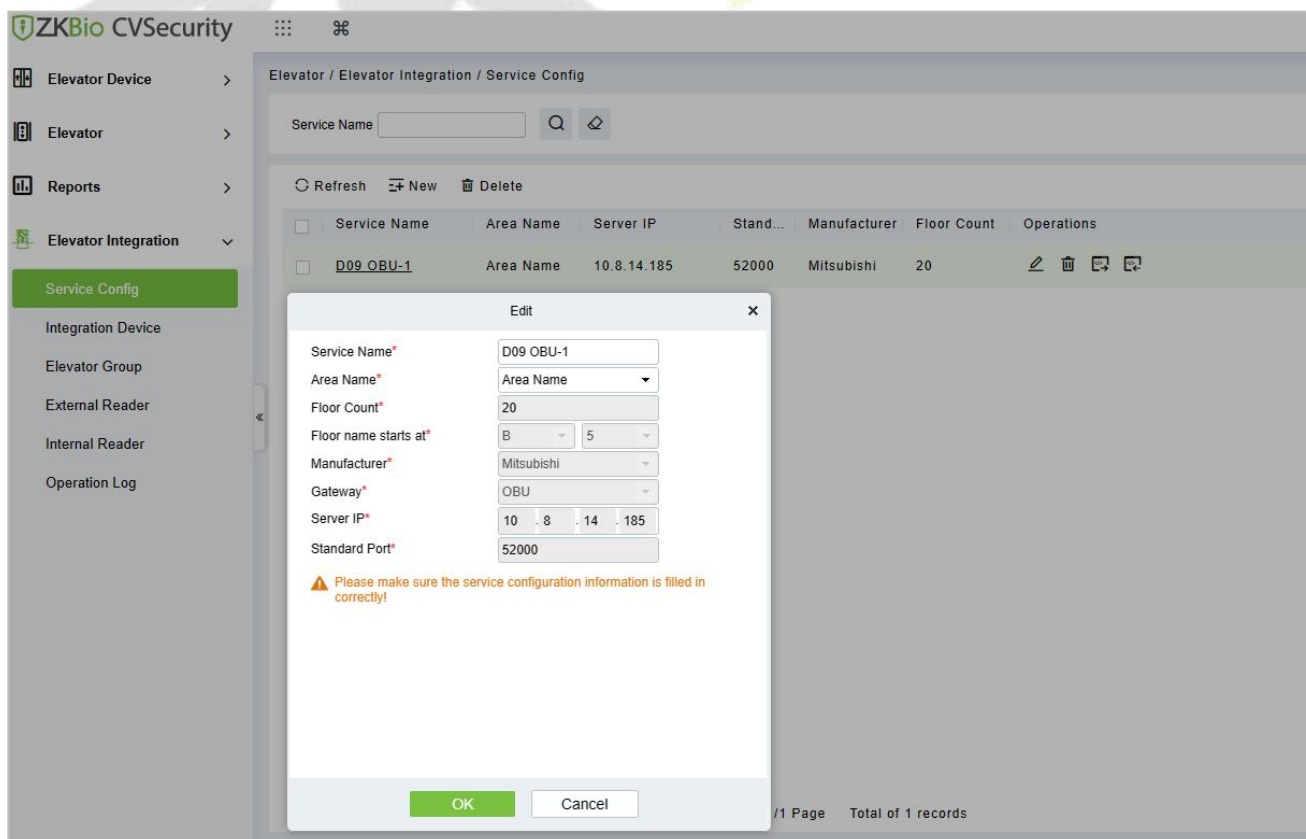 ZKBio CVSecurity
Elevator Device
Elevator
Reports
Elevator Integration
Service Config
Integration Device
Elevator Group
External Reader
Internal Reader
Operation Log
Elevator / Elevator Integration / Service Config
Service Name
Refresh New Delete
Service Name Area Name Server IP Stand... Manufacturer Floor Count Operations
D09 OBU-1 Area Name 10.8.14.185 52000 Mitsubishi 20
Edit
Service Name* D09 OBU-1
Area Name* Area Name
Floor Count* 20
Floor name starts at* B 5
Manufacturer* Mitsubishi
Gateway* OBU
Server IP* 10 . 8 . 14 . 185
Standard Port* 52000
Please make sure the service configuration information is filled in
correctly!
OK Cancel
/1 Page Total of 1 records